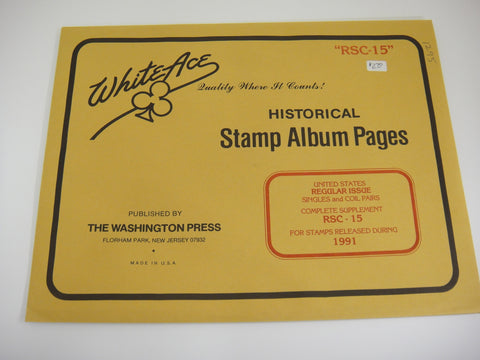 "RSC-15"
WhiteAce
Quality Where It Counts!
HISTORICAL
Stamp Album Pages
UNITED STATES
REGULAR ISSUE
SINGLES and COIL PAIRS
COMPLETE SUPPLEMENT
RSC - 15
FOR STAMPS RELEASED DURING
1991
PUBLISHED BY
THE WASHINGTON PRESS
FLORHAM PARK, NEW JERSEY 07932
MADE IN U.S.A.